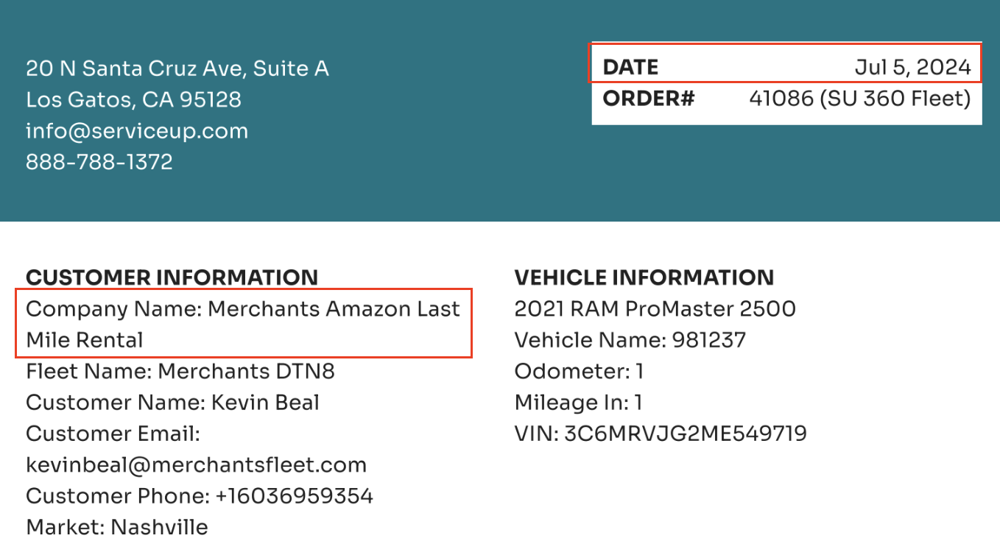 20 N Santa Cruz Ave, Suite A
Los Gatos, CA 95128
info@serviceup.com
888-788-1372
DATE Jul 5, 2024
ORDER# 41086 (SU 360 Fleet)
CUSTOMER INFORMATION
Company Name: Merchants Amazon Last
Mile Rental
Fleet Name: Merchants DTN8
Customer Name: Kevin Beal
Customer Email:
kevinbeal@merchantsfleet.com
Customer Phone: +16036959354
Market: Nashville
VEHICLE INFORMATION
2021 RAM ProMaster 2500
Vehicle Name: 981237
Odometer: 1
Mileage In: 1
VIN: 3C6MRVJG2ME549719